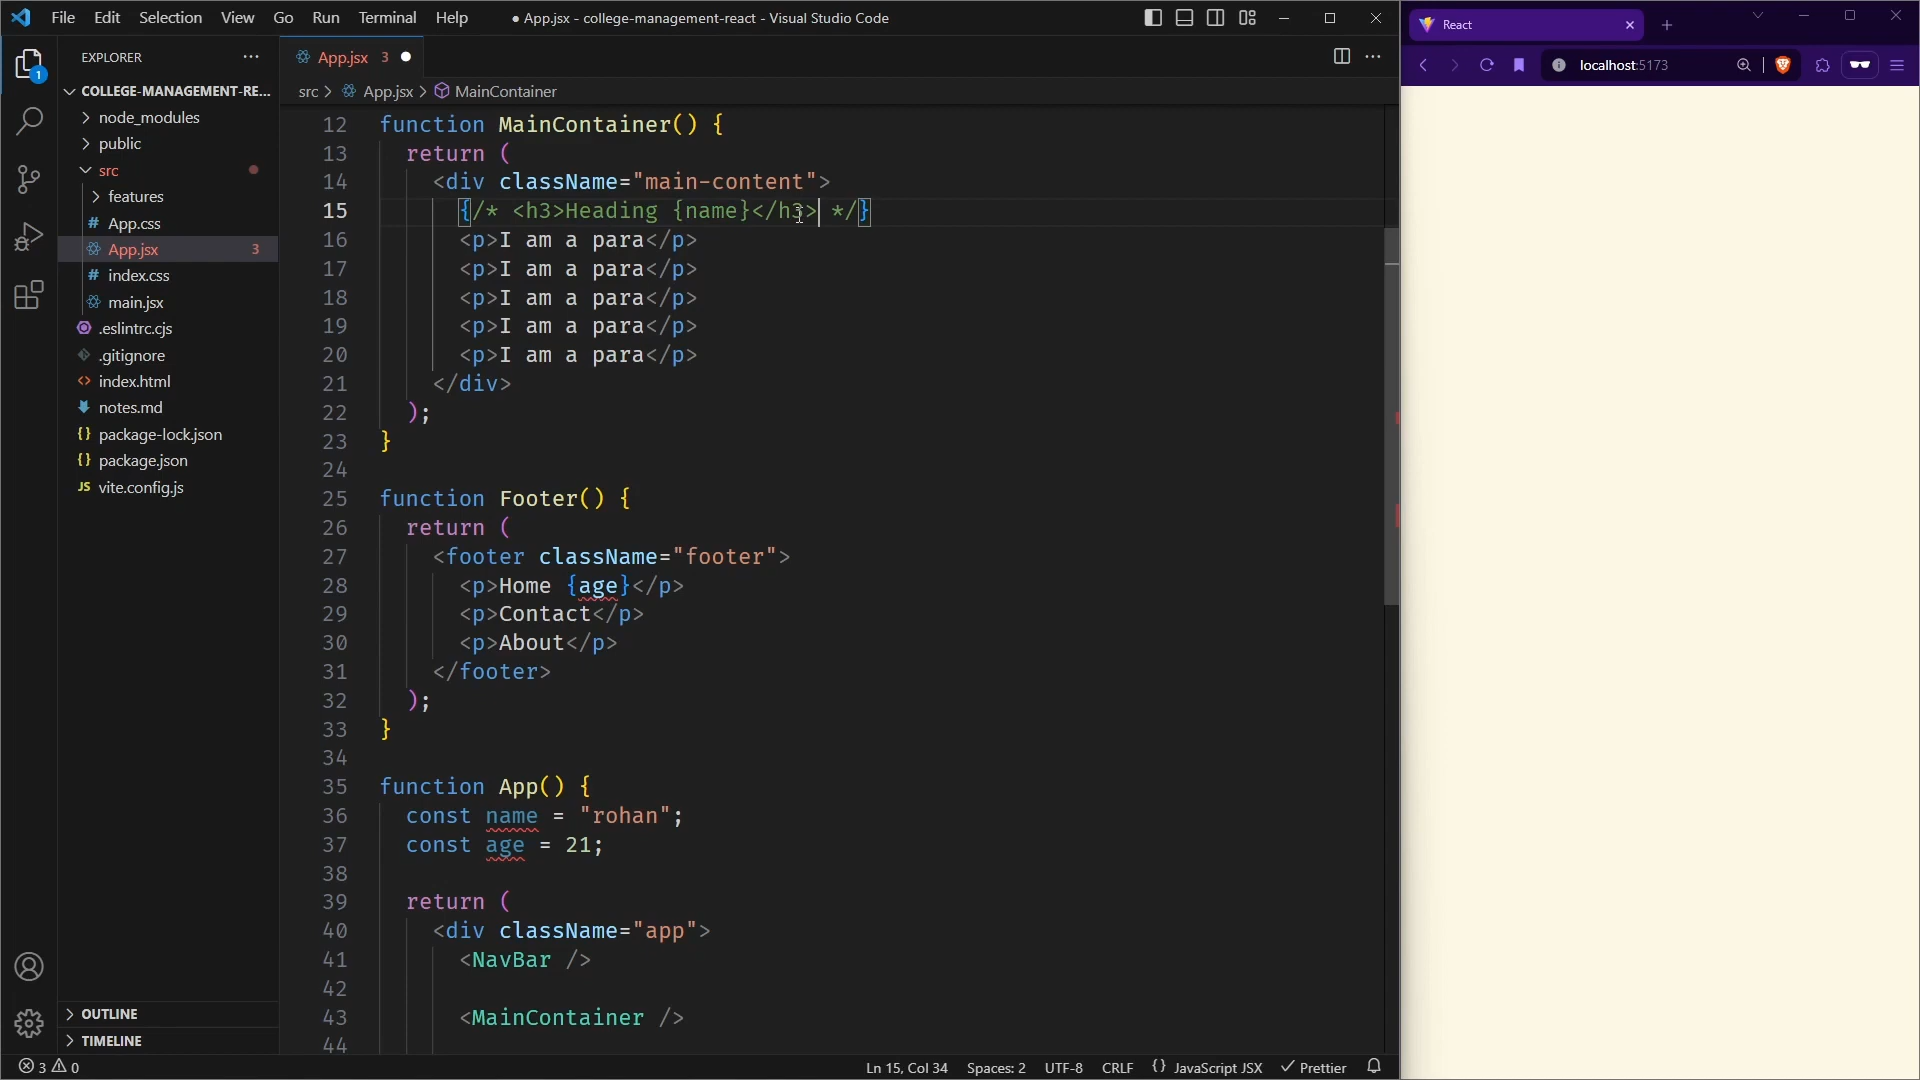 File Edit Selection View Go Run Terminal Help
● App.jsx - college-management-react - Visual Studio Code
React
localhost:5173
EXPLORER
App.jsx 3
src > App.jsx > MainContainer
1
COLLEGE-MANAGEMENT-RE...
node_modules
public
src
features
App.css
App.jsx 3
index.css
main.jsx
.eslintrc.cjs
.gitignore
index.html
notes.md
package-lock.json
package.json
JS vite.config.js
OUTLINE
TIMELINE
12 function MainContainer() {
13 return (
14 <div className="main-content">
15 {/* <h3>Heading {name}</h3> */}
16 <p>I am a para</p>
17 <p>I am a para</p>
18 <p>I am a para</p>
19 <p>I am a para</p>
20 <p>I am a para</p>
21 </div>
22 );
23 }
24
25 function Footer() {
26 return (
27 <footer className="footer">
28 <p>Home {age}</p>
29 <p>Contact</p>
30 <p>About</p>
31 </footer>
32 );
33 }
34
35 function App() {
36 const name = "rohan";
37 const age = 21;
38
39 return (
40 <div className="app">
41 <NavBar />
42
43 <MainContainer />
44
3 0
Ln 15, Col 34 Spaces: 2 UTF-8 CRLF {} JavaScript JSX Prettier